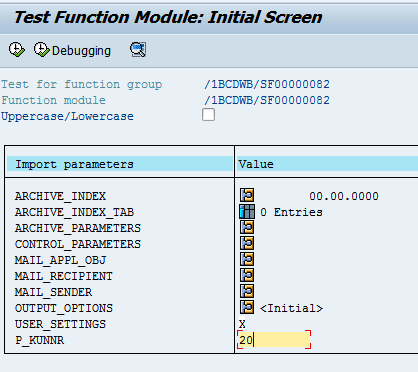 Test Function Module: Initial Screen
Debugging
Test for function group /1BCDWB/SF00000082
Function module /1BCDWB/SF00000082
Uppercase/Lowercase
Import parameters Value
ARCHIVE_INDEX 00.00.0000
ARCHIVE_INDEX_TAB 0 Entries
ARCHIVE_PARAMETERS
CONTROL_PARAMETERS
MAIL_APPL_OBJ
MAIL_RECIPIENT
MAIL_SENDER
OUTPUT_OPTIONS <Initial>
USER_SETTINGS X
P_KUNNR 20